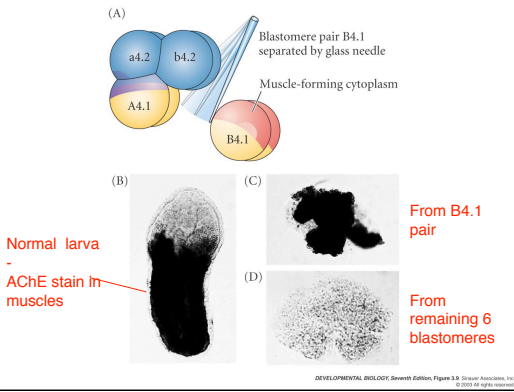 (A)
Blastomere pair B4.1
separated by glass needle
a4.2
b4.2
Muscle-forming cytoplasm
A4.1
B4.1
(B)
(C)
From B4.1
pair
Normal larva
-
AChE stain in
muscles
(D)
From
remaining 6
blastomeres
DEVELOPMENTAL BIOLOGY, Seventh Edition, Figure 3.9 Sinauer Associates, Inc
© 2003 All rights reserved